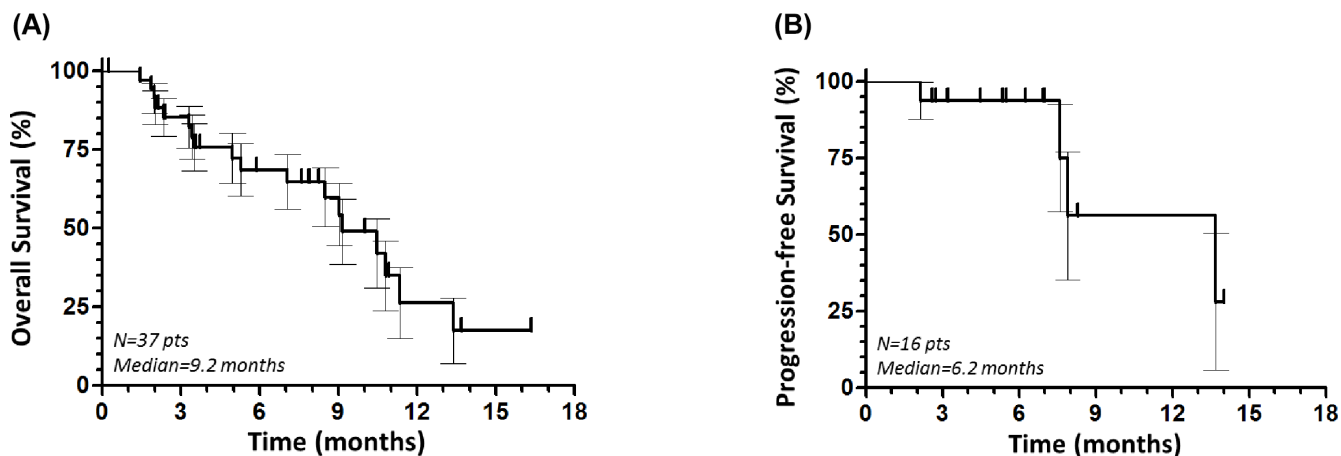 (A)
Overall Survival (%)
100
75
50
25
0
N=37 pts
Median=9.2 months
0 3 6 9 12 15 18
Time (months)
(B)
Progression-free Survival (%)
100
75
50
25
0
N=16 pts
Median=6.2 months
0 3 6 9 12 15 18
Time (months)